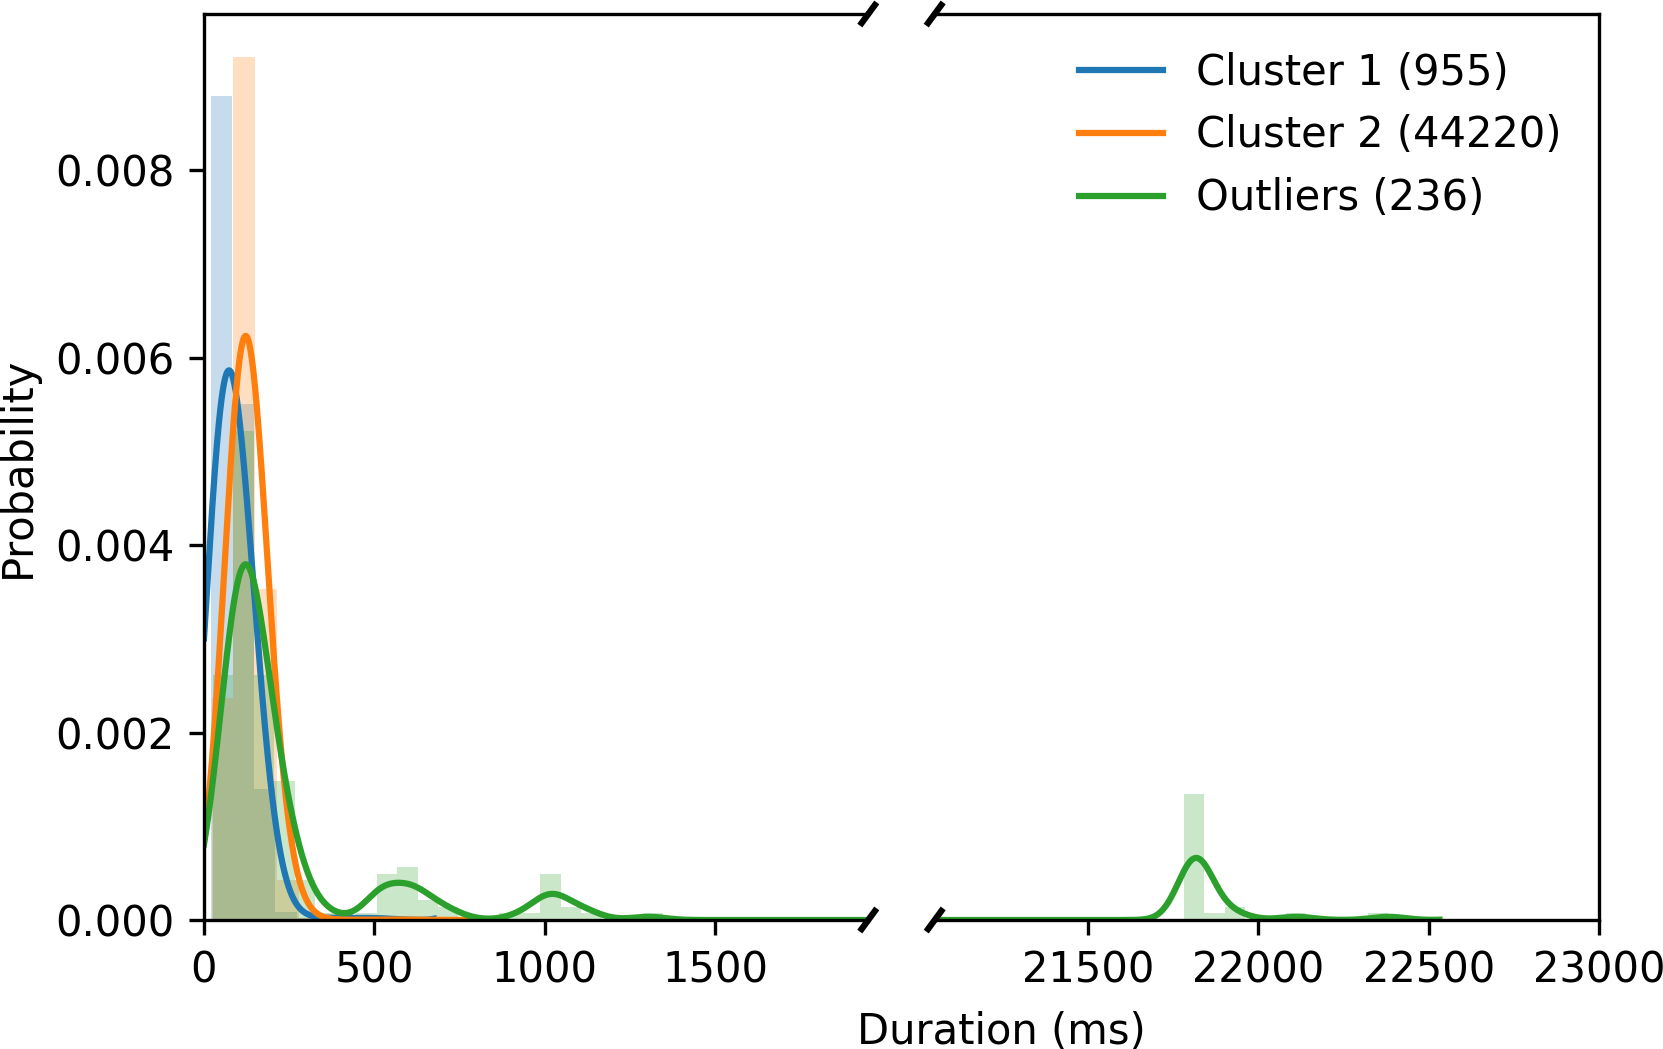 Cluster 1 (955)
Cluster 2 (44220)
Outliers (236)
Probability
0.008
0.006
0.004
0.002
0.000
0 500 1000 1500 21500 22000 22500 23000
Duration (ms)